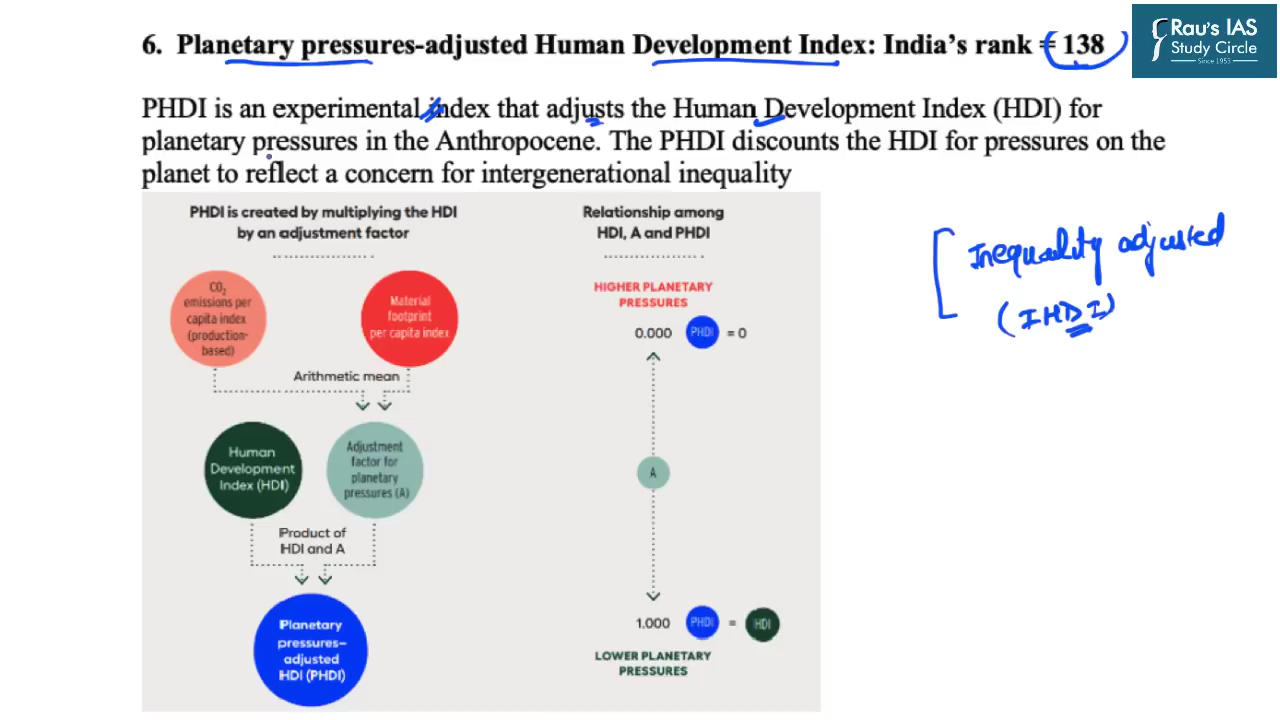 6. Planetary pressures-adjusted Human Development Index: India's rank = 138
Rau's IAS
Study Circle
Since 1953
PHDI is an experimental index that adjusts the Human Development Index (HDI) for
planetary pressures in the Anthropocene. The PHDI discounts the HDI for pressures on the
planet to reflect a concern for intergenerational inequality
PHDI is created by multiplying the HDI
by an adjustment factor
CO₂
emissions per
capita index
(production-
based)
Material
footprint
per capita index
Arithmetic mean
Human
Development
Index (HDI)
Adjustment
factor for
planetary
pressures (A)
Product of
HDI and A
Planetary
pressures–
adjusted
HDI (PHDI)
Relationship among
HDI, A and PHDI
HIGHER PLANETARY
PRESSURES
0.000 PHDI = 0
A
1.000 PHDI = HDI
LOWER PLANETARY
PRESSURES
Inequality adjusted
(IHDI)